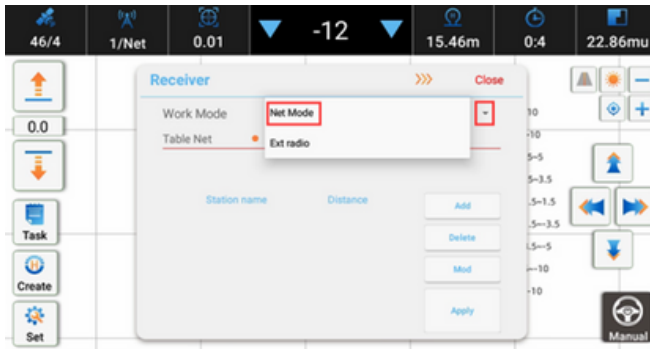 46/4
1/Net
0.01
-12
15.46m
0:4
22.86mu
Receiver
>>>
Close
Work Mode
Net Mode
Ext radio
Table Net
Station name
Distance
Add
Delete
Mod
Apply
0.0
Task
Create
Set
10
-10
5~5
5~3.5
.5~1.5
.5~-3.5
.5~-5
~-10
-10
Manual